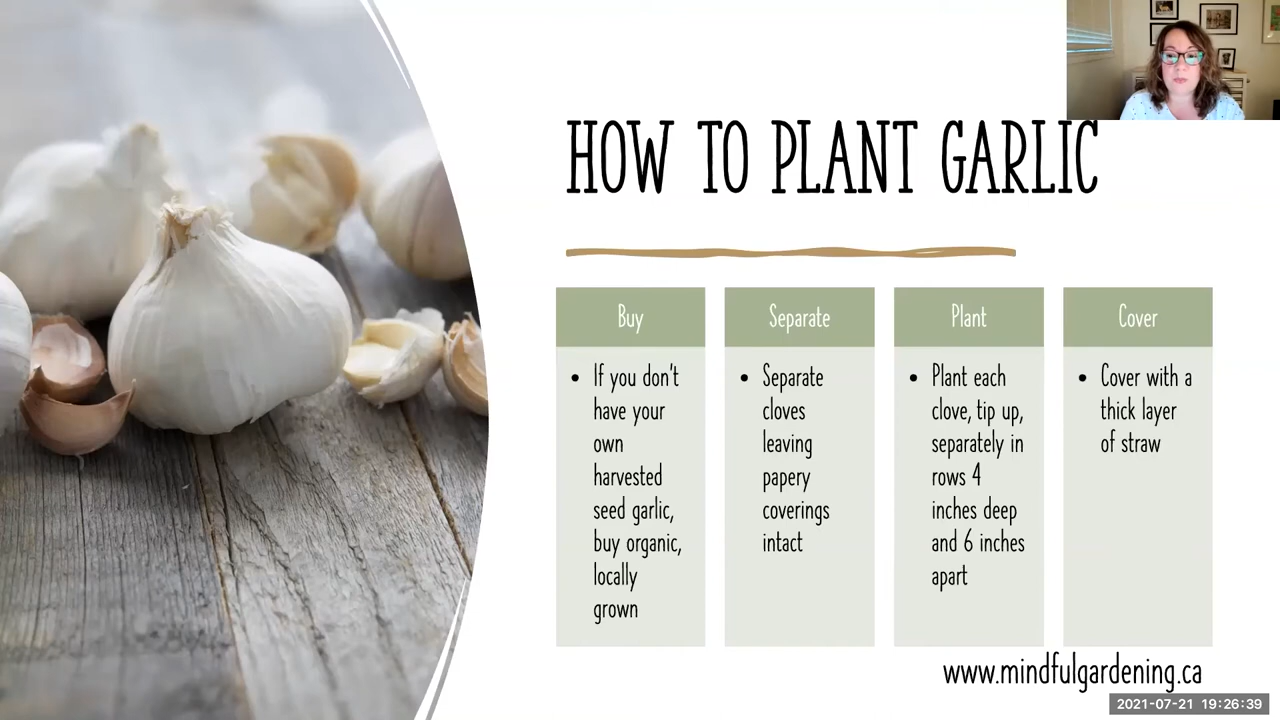 HOW TO PLANT GARLIC
Buy
• If you don't
have your
own
harvested
seed garlic,
buy organic,
locally
grown
Separate
• Separate
cloves
leaving
papery
coverings
intact
Plant
• Plant each
clove, tip up,
separately in
rows 4
inches deep
and 6 inches
apart
Cover
• Cover with a
thick layer
of straw
www.mindfulgardening.ca
2021-07-21 19:26:39